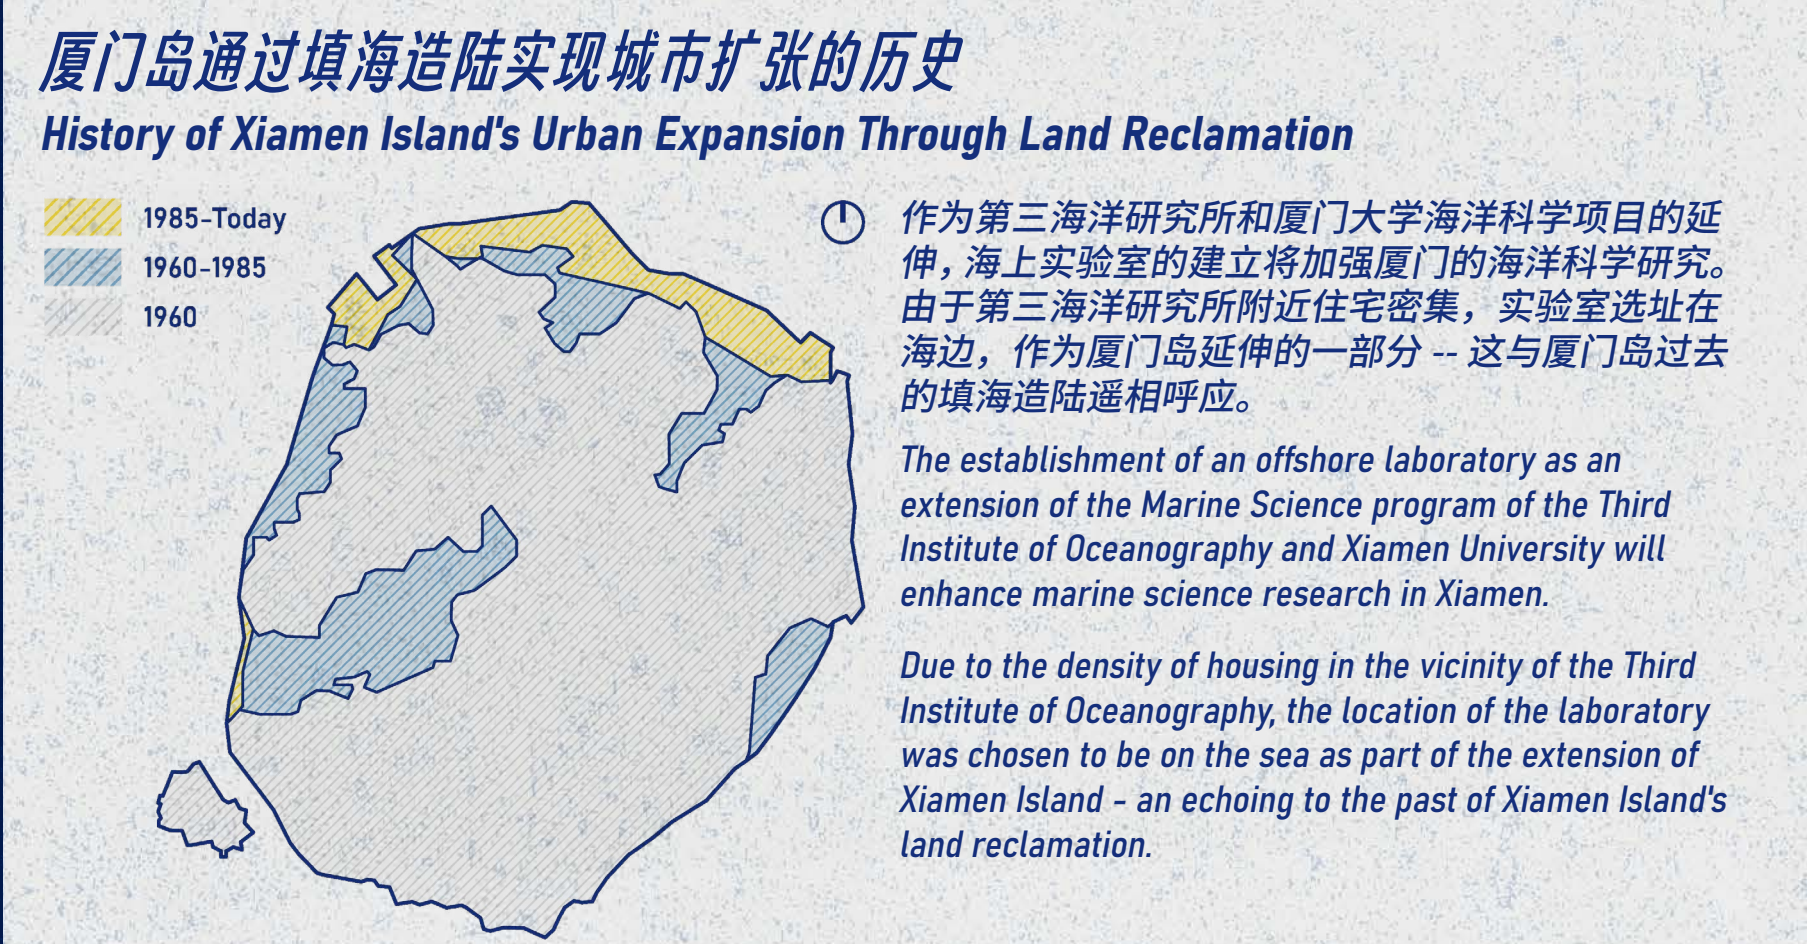 厦门岛通过填海造陆实现城市扩张的历史
History of Xiamen Island's Urban Expansion Through Land Reclamation
1985-Today
1960-1985
1960
作为第三海洋研究所和厦门大学海洋科学项目的延
伸，海上实验室的建立将加强厦门的海洋科学研究。
由于第三海洋研究所附近住宅密集，实验室选址在
海边，作为厦门岛延伸的一部分 -- 这与厦门岛过去
的填海造陆遥相呼应。
The establishment of an offshore laboratory as an
extension of the Marine Science program of the Third
Institute of Oceanography and Xiamen University will
enhance marine science research in Xiamen.
Due to the density of housing in the vicinity of the Third
Institute of Oceanography, the location of the laboratory
was chosen to be on the sea as part of the extension of
Xiamen Island - an echoing to the past of Xiamen Island's
land reclamation.